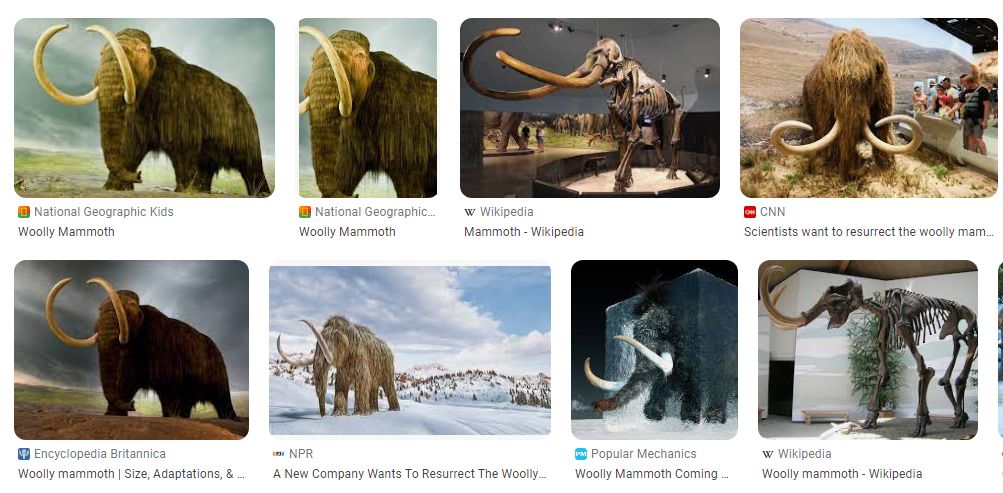 National Geographic Kids
Woolly Mammoth
National Geographic...
Woolly Mammoth
W Wikipedia
Mammoth - Wikipedia
CNN CNN
Scientists want to resurrect the woolly mam...
Encyclopedia Britannica
Woolly mammoth | Size, Adaptations, & ...
npr NPR
A New Company Wants To Resurrect The Woolly...
PM Popular Mechanics
Woolly Mammoth Coming ...
W Wikipedia
Woolly mammoth - Wikipedia